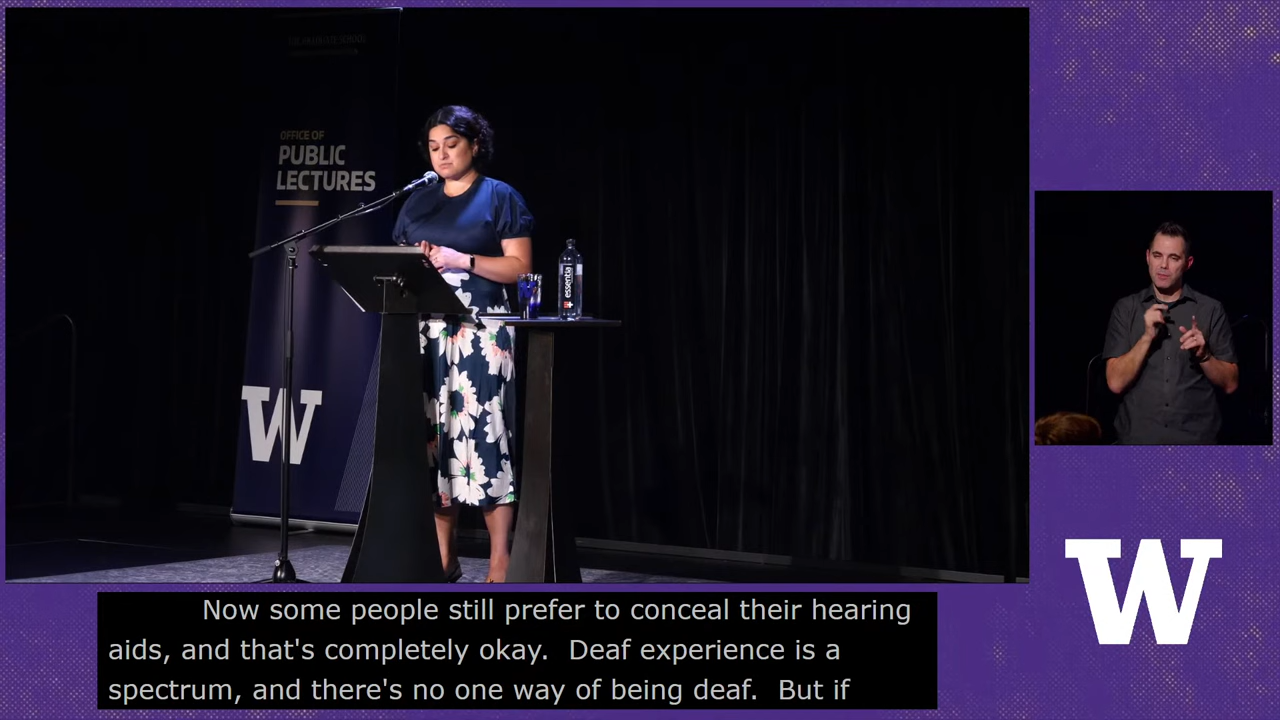 OFFICE OF
PUBLIC
LECTURES
W
essentia
W
Now some people still prefer to conceal their hearing
aids, and that's completely okay.  Deaf experience is a
spectrum, and there's no one way of being deaf.  But if